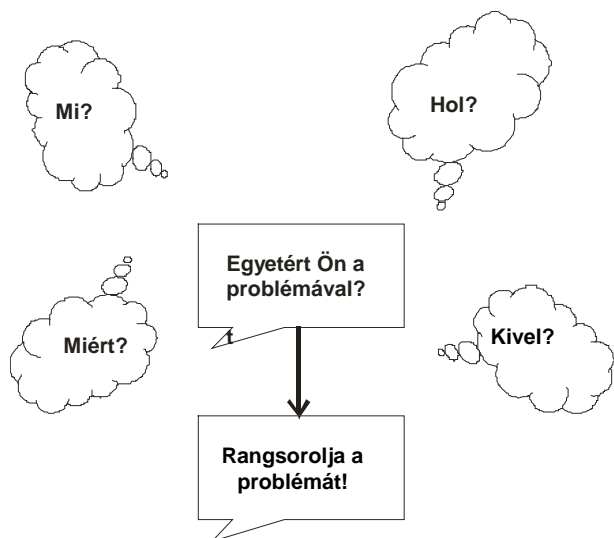 Mi?
Hol?
Egyetért Ön a
problémával?
t
Miért?
Kivel?
Rangsorolja a
problémát!